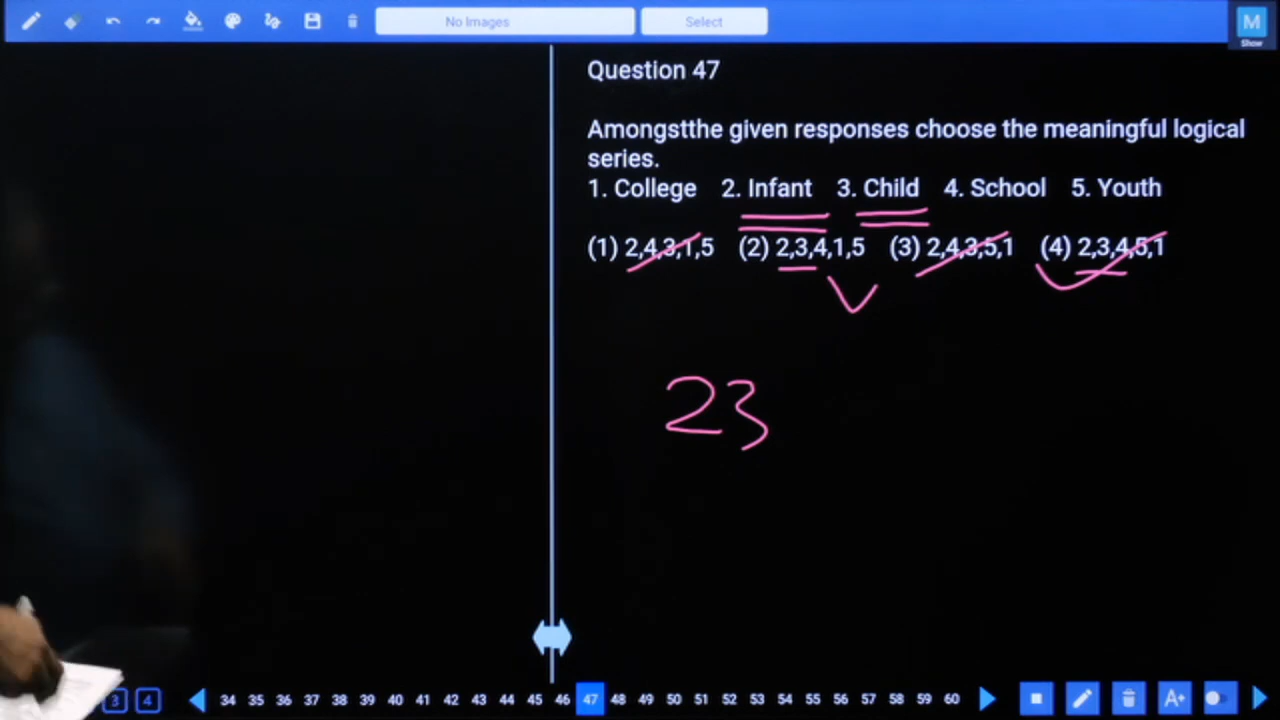 No Images Select M
Show
Question 47
Amongstthe given responses choose the meaningful logical
series.
1. College 2. Infant 3. Child 4. School 5. Youth
(1) 2,4,3,1,5 (2) 2,3,4,1,5 (3) 2,4,3,5,1 (4) 2,3,4,5,1
23
3 4 34 35 36 37 38 39 40 41 42 43 44 45 46 47 48 49 50 51 52 53 54 55 56 57 58 59 60 A+